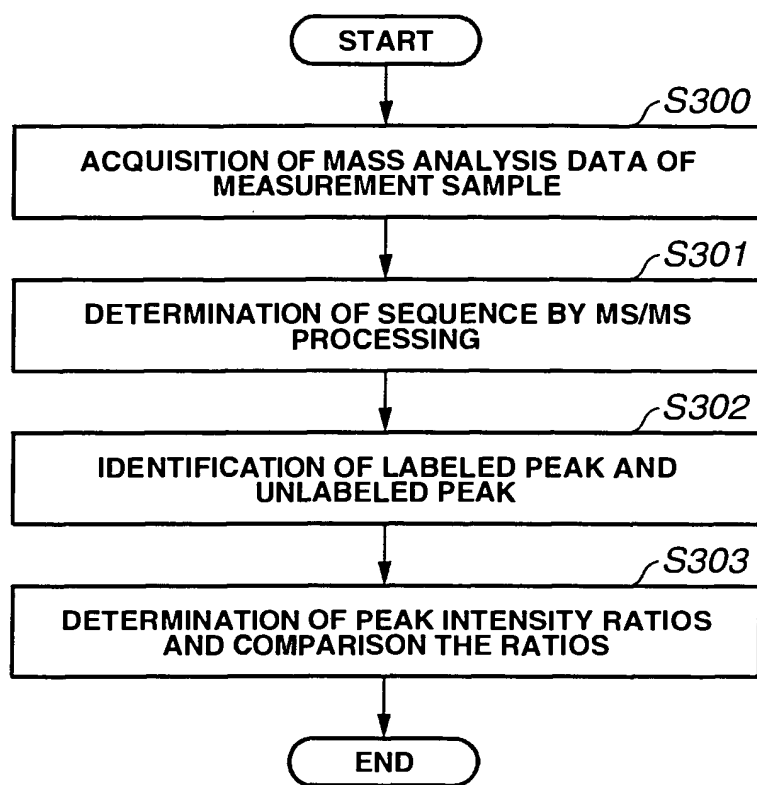 START
S300
ACQUISITION OF MASS ANALYSIS DATA OF
MEASUREMENT SAMPLE
S301
DETERMINATION OF SEQUENCE BY MS/MS
PROCESSING
S302
IDENTIFICATION OF LABELED PEAK AND
UNLABELED PEAK
S303
DETERMINATION OF PEAK INTENSITY RATIOS
AND COMPARISON THE RATIOS
END